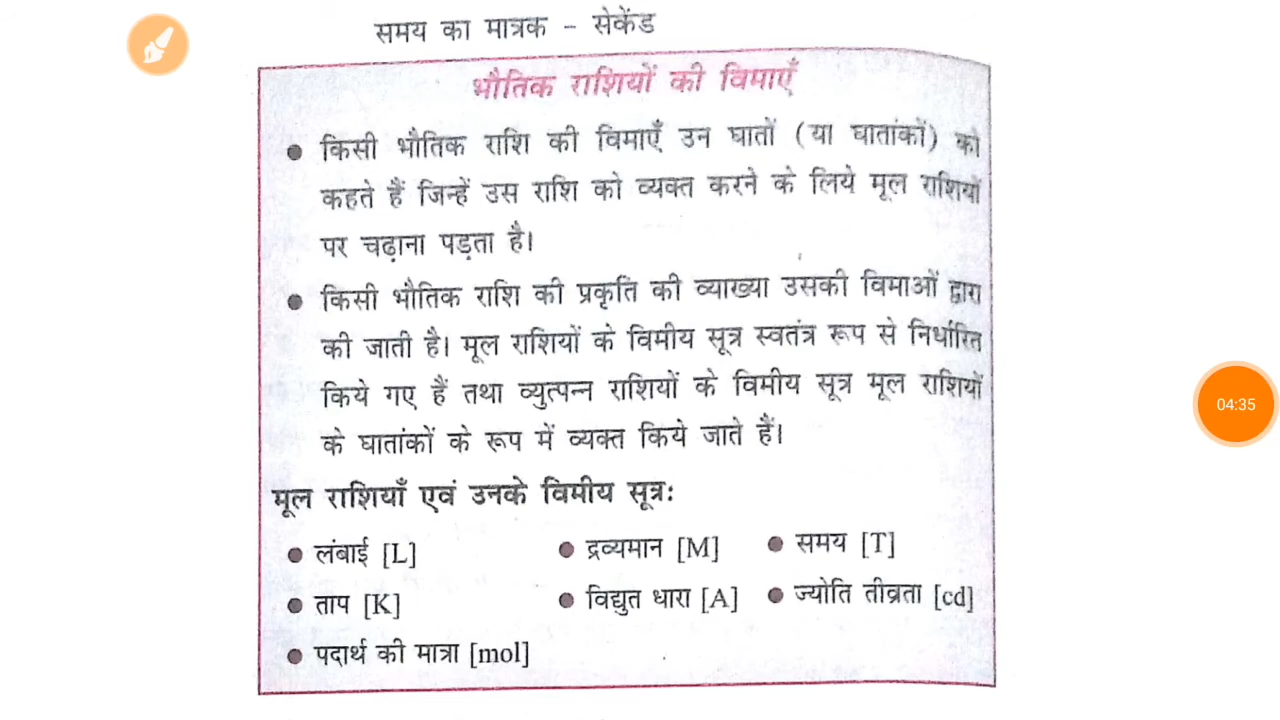 समय का मात्रक – सेकेंड
भौतिक राशियों की विमाएँ
● किसी भौतिक राशि की विमाएँ उन घातों (या घातांकों) को
कहते हैं जिन्हें उस राशि को व्यक्त करने के लिये मूल राशियों
पर चढ़ाना पड़ता है।
● किसी भौतिक राशि की प्रकृति की व्याख्या उसकी विमाओं द्वारा
की जाती है। मूल राशियों के विमीय सूत्र स्वतंत्र रूप से निर्धारित
किये गए हैं तथा व्युत्पन्न राशियों के विमीय सूत्र मूल राशियों
के घातांकों के रूप में व्यक्त किये जाते हैं।
मूल राशियाँ एवं उनके विमीय सूत्र:
● लंबाई [L] ● द्रव्यमान [M] ● समय [T]
● ताप [K] ● विद्युत धारा [A] ● ज्योति तीव्रता [cd]
● पदार्थ की मात्रा [mol]
04:35